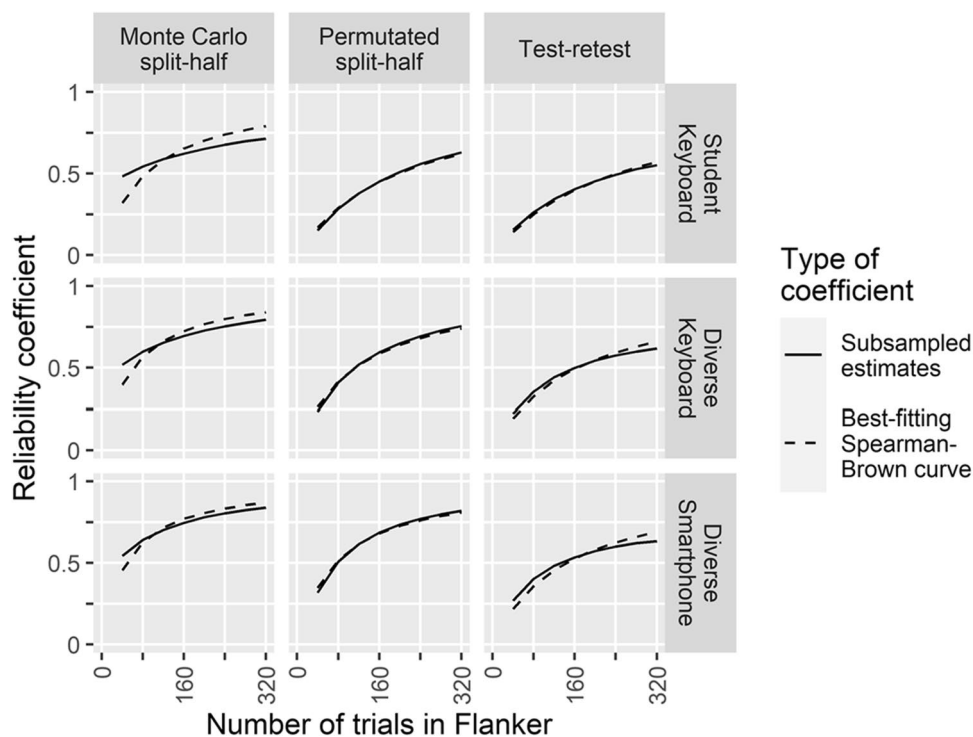 Monte Carlo
split-half
Permutated
split-half
Test-retest
Reliability coefficient
1
0.5
0
Student
Keyboard
1
0.5
0
Diverse
Keyboard
1
0.5
0
Diverse
Smartphone
0
160
320
0
160
320
0
160
320
Number of trials in Flanker
Type of
coefficient
Subsampled
estimates
Best-fitting
Spearman-
Brown curve